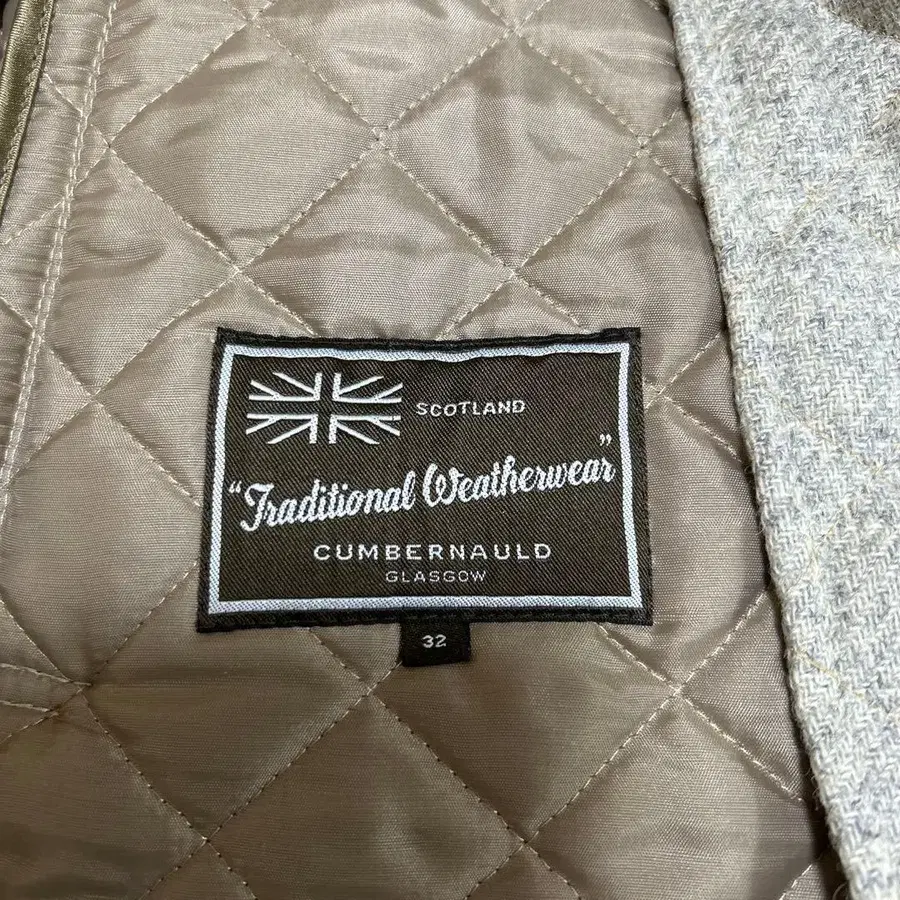 SCOTLAND
"Traditional Weatherwear"
CUMBERNAULD
GLASGOW
32